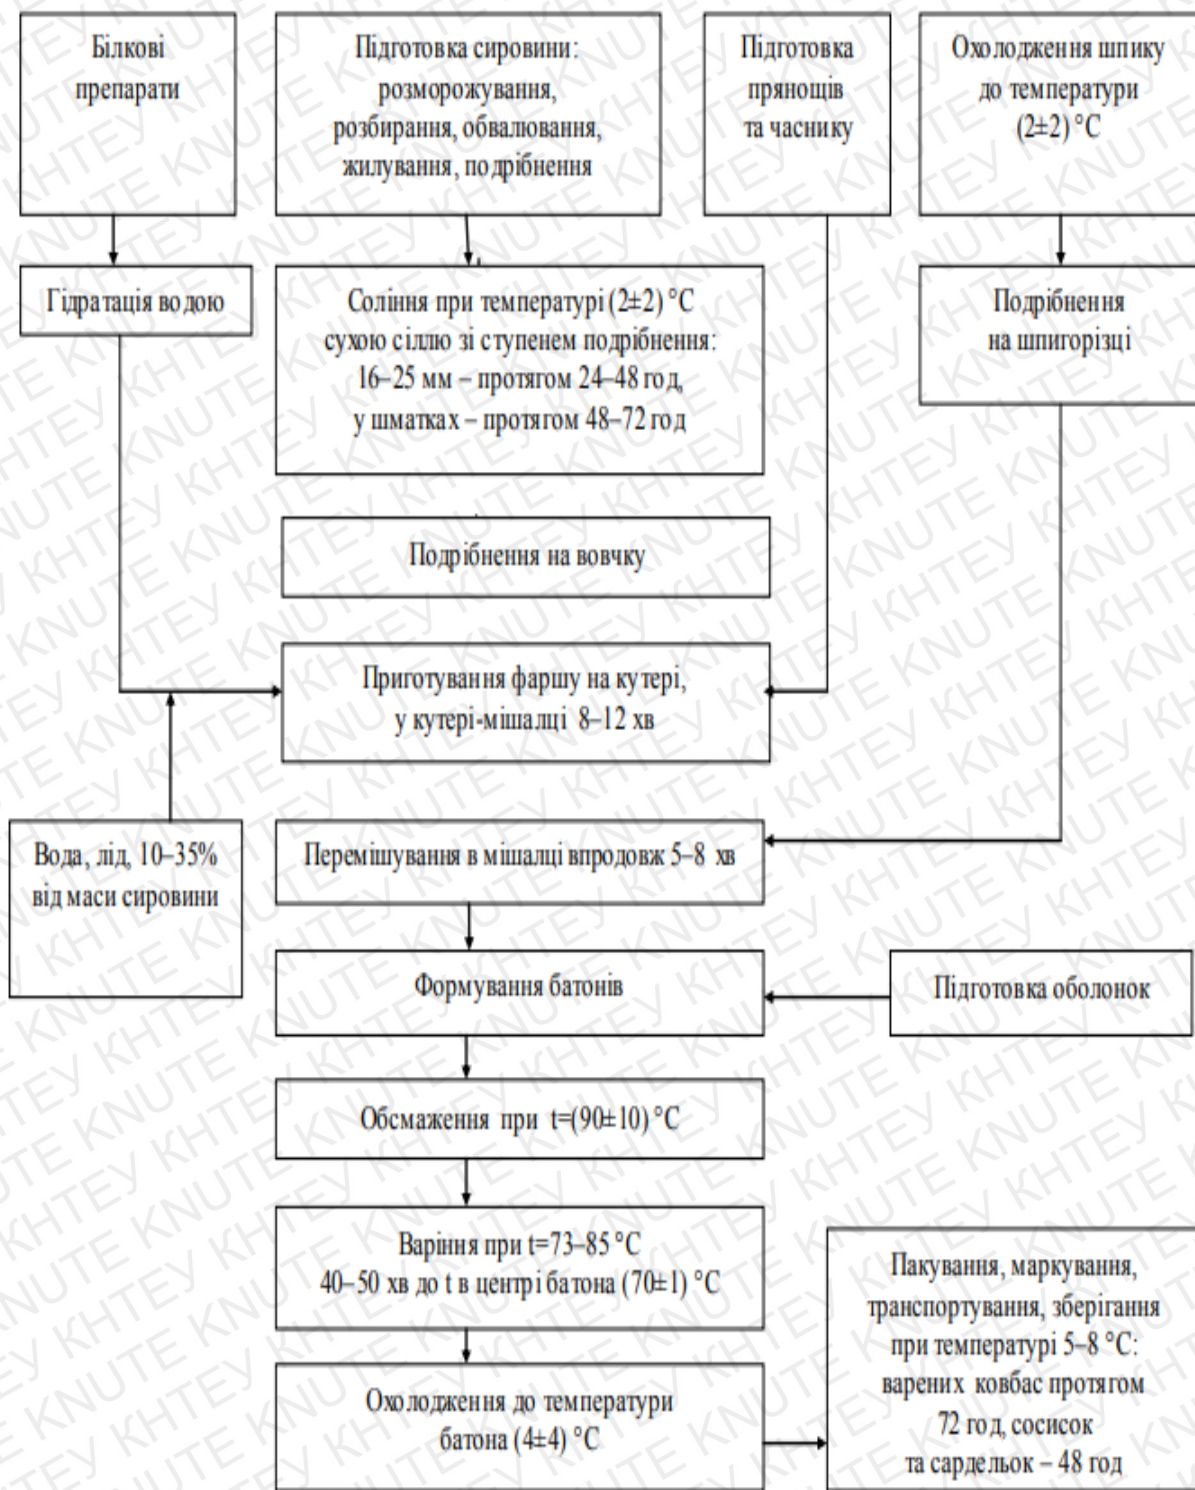 Білкові
препарати
Підготовка сировини:
розморожування,
розбирання, обвалювання,
жилування, подрібнення
Підготовка
прянощів
та часнику
Охолодження шпику
до температури
(2±2) °С
Гідратація водою
Соління при температурі (2±2) °С
сухою сіллю зі ступенем подрібнення:
16–25 мм – протягом 24–48 год,
у шматках – протягом 48–72 год
Подрібнення
на шпигорізці
Подрібнення на вовчку
Приготування фаршу на кутері,
у кутері-мішалці 8–12 хв
Вода, лід, 10–35%
від маси сировини
Перемішування в мішалці впродовж 5–8 хв
Формування батонів
Підготовка оболонок
Обсмаження при t=(90±10) °С
Варіння при t=73–85 °С
40–50 хв до t в центрі батона (70±1) °С
Охолодження до температури
батона (4±4) °С
Пакування, маркування,
транспортування, зберігання
при температурі 5–8 °С:
варених ковбас протягом
72 год, сосисок
та сардельок – 48 год